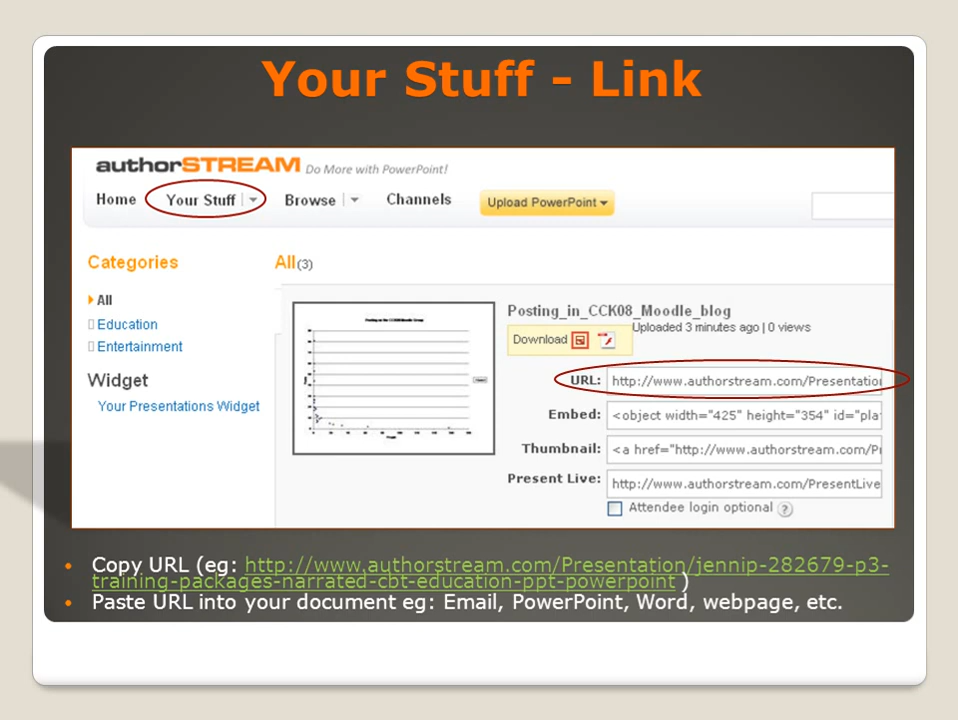 Your Stuff - Link
authorSTREAM Do More with PowerPoint!
Home Your Stuff Browse Channels Upload PowerPoint
Categories
All(3)
All
Education
Entertainment
Widget
Your Presentations Widget
Posting_in_CCK08_Moodle_blog
Download Uploaded 3 minutes ago | 0 views
URL: http://www.authorstream.com/Presentation
Embed: <object width="425" height="354" id="pla
Thumbnail: <a href="http://www.authorstream.com/Pr
Present Live: http://www.authorstream.com/PresentLive
Attendee login optional ?
• Copy URL (eg: http://www.authorstream.com/Presentation/jennip-282679-p3-
training-packages-narrated-cbt-education-ppt-powerpoint )
• Paste URL into your document eg: Email, PowerPoint, Word, webpage, etc.